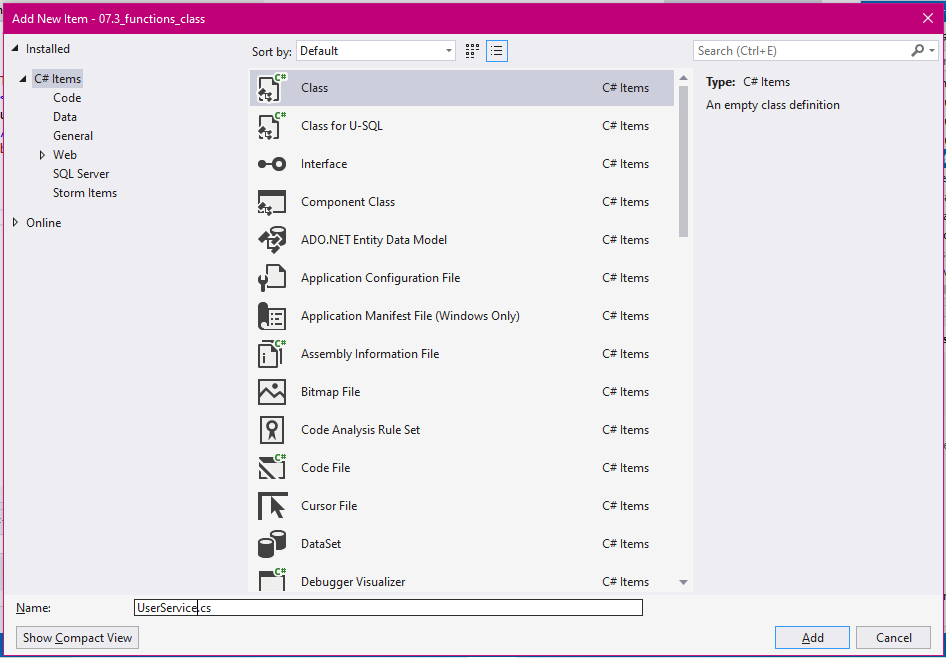 Add New Item - 07.3_functions_class
Installed
C# Items
Code
Data
General
Web
SQL Server
Storm Items
Online
Sort by: Default
Search (Ctrl+E)
C# Class C# Items
C# Class for U-SQL C# Items
Interface C# Items
Component Class C# Items
ADO.NET Entity Data Model C# Items
Application Configuration File C# Items
Application Manifest File (Windows Only) C# Items
C# Assembly Information File C# Items
Bitmap File C# Items
Code Analysis Rule Set C# Items
C# Code File C# Items
Cursor File C# Items
DataSet C# Items
C# Debugger Visualizer C# Items
Type: C# Items
An empty class definition
Name: UserService.cs
Show Compact View
Add
Cancel